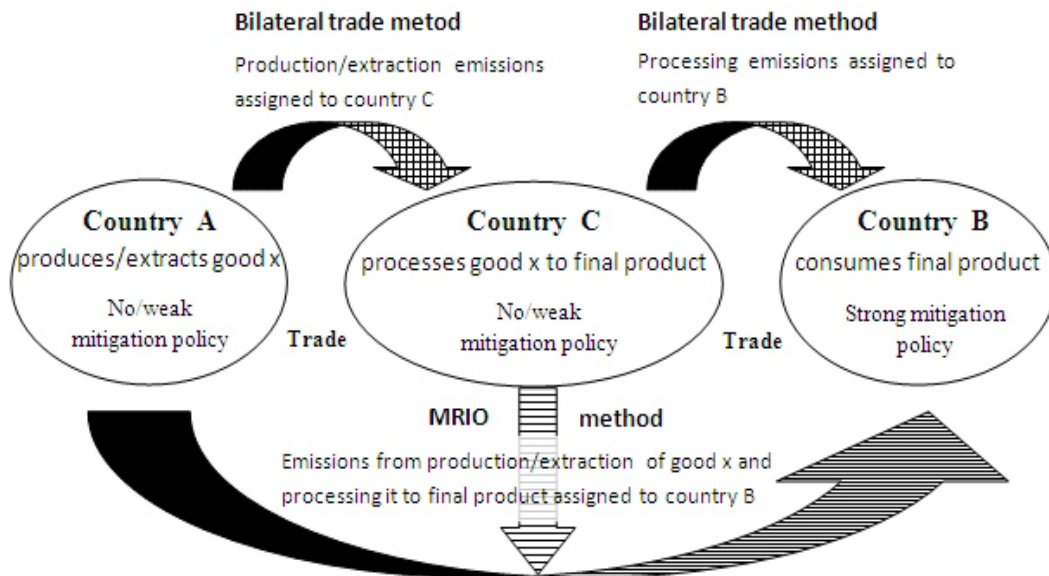 Bilateral trade metod
Production/extraction emissions
assigned to country C
Bilateral trade method
Processing emissions assigned to
country B
Country A
produces/extracts good x
No/weak
mitigation policy
Trade
Country C
processes good x to final product
No/weak
mitigation policy
Trade
Country B
consumes final product
Strong mitigation
policy
MRIO method
Emissions from production/extraction of good x and
processing it to final product assigned to country B